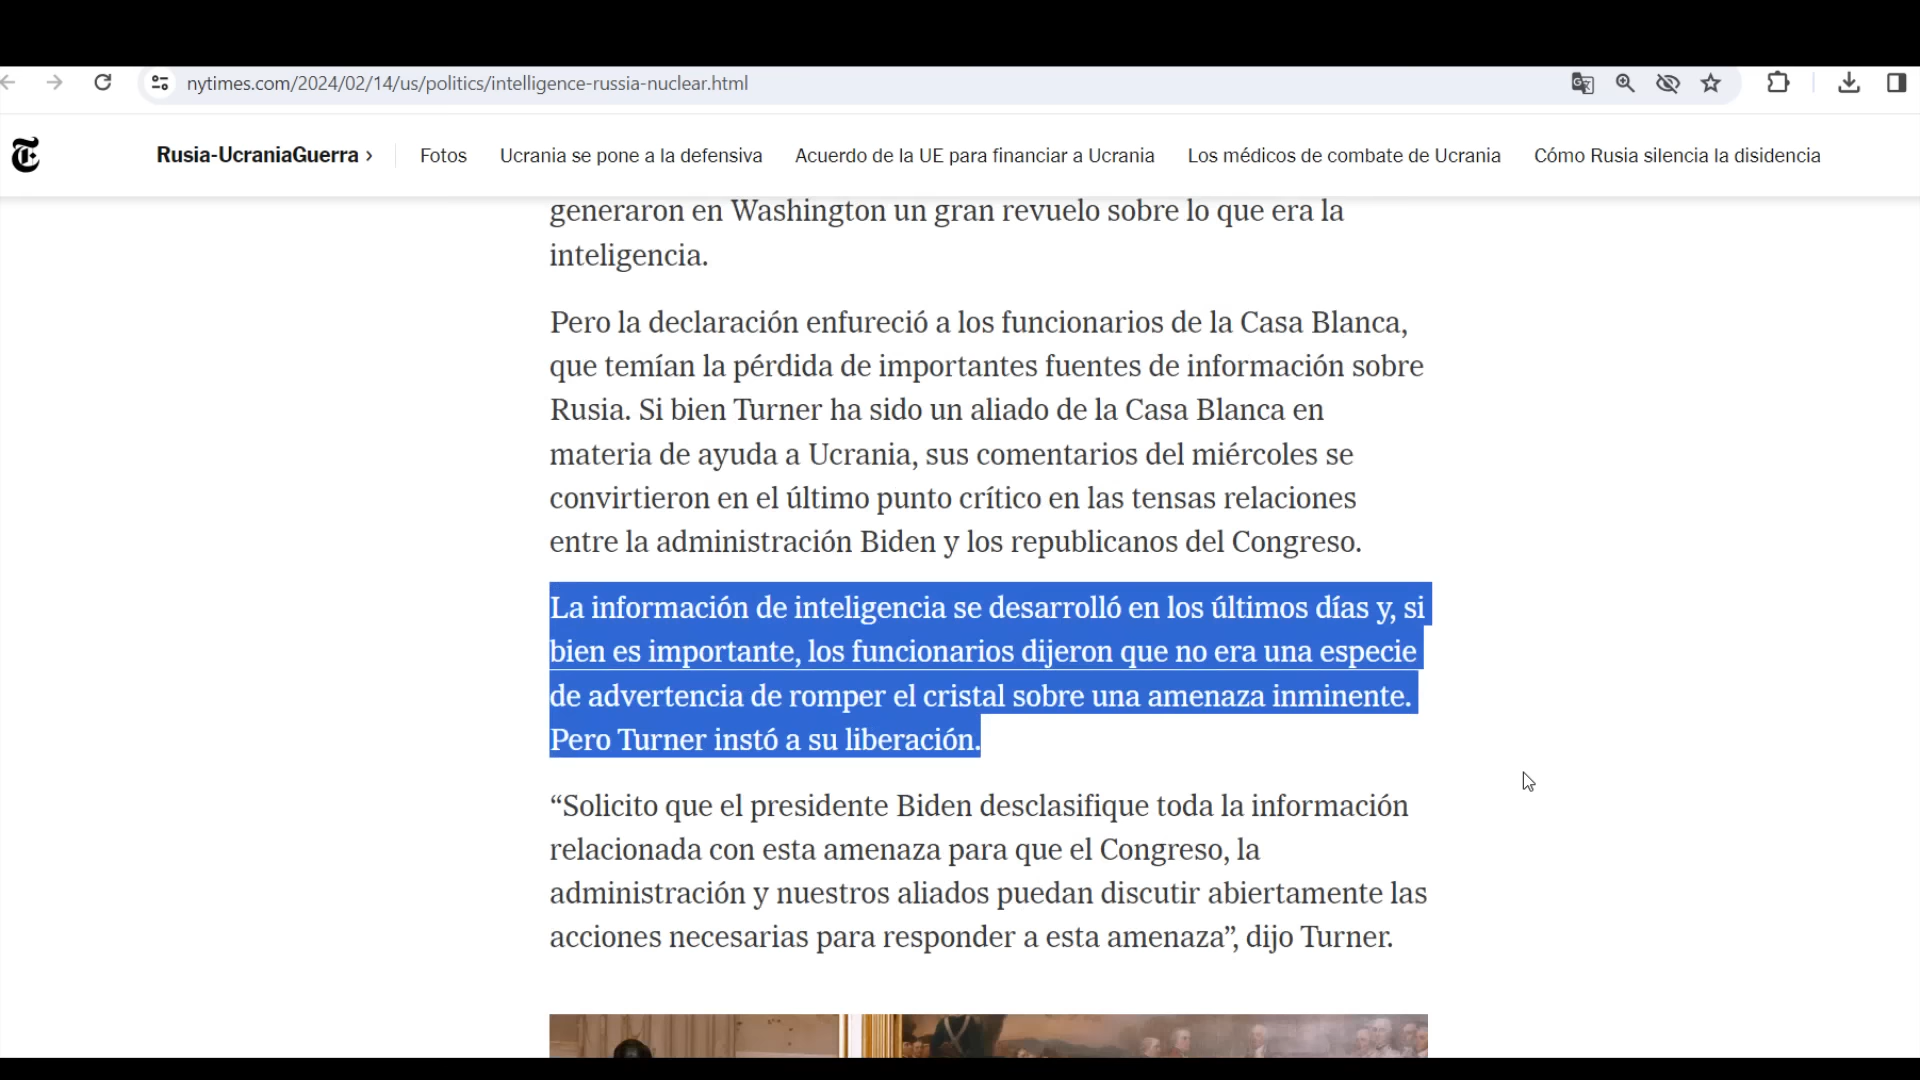 nytimes.com/2024/02/14/us/politics/intelligence-russia-nuclear.html
Rusia-UcraniaGuerra › Fotos Ucrania se pone a la defensiva Acuerdo de la UE para financiar a Ucrania Los médicos de combate de Ucrania Cómo Rusia silencia la disidencia
generaron en Washington un gran revuelo sobre lo que era la
inteligencia.
Pero la declaración enfureció a los funcionarios de la Casa Blanca,
que temían la pérdida de importantes fuentes de información sobre
Rusia. Si bien Turner ha sido un aliado de la Casa Blanca en
materia de ayuda a Ucrania, sus comentarios del miércoles se
convirtieron en el último punto crítico en las tensas relaciones
entre la administración Biden y los republicanos del Congreso.
La información de inteligencia se desarrolló en los últimos días y, si
bien es importante, los funcionarios dijeron que no era una especie
de advertencia de romper el cristal sobre una amenaza inminente.
Pero Turner instó a su liberación.
“Solicito que el presidente Biden desclasifique toda la información
relacionada con esta amenaza para que el Congreso, la
administración y nuestros aliados puedan discutir abiertamente las
acciones necesarias para responder a esta amenaza”, dijo Turner.